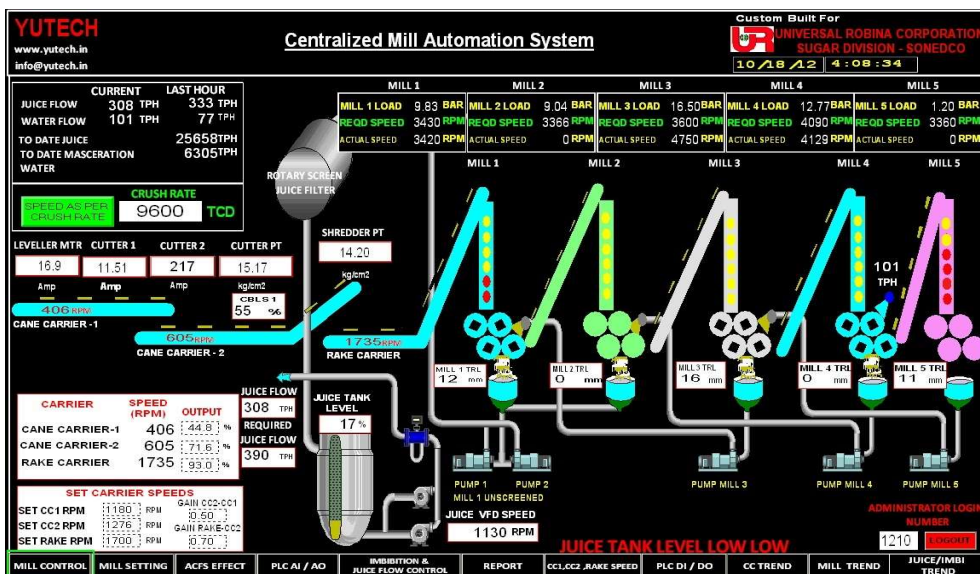 YUTECH
www.yutech.in
info@yutech.in
Centralized Mill Automation System
Custom Built For
UR UNIVERSAL ROBINA CORPORATION
SUGAR DIVISION - SONEDCO
10/18/12 4:08:34
CURRENT LAST HOUR
JUICE FLOW 308 TPH 333 TPH
WATER FLOW 101 TPH 77 TPH
TO DATE JUICE 25658TPH
TO DATE MASCERATION 6305TPH
WATER
MILL 1 MILL 2 MILL 3 MILL 4 MILL 5
MILL 1 LOAD 9.83 BAR MILL 2 LOAD 9.04 BAR MILL 3 LOAD 16.50 BAR MILL 4 LOAD 12.77 BAR MILL 5 LOAD 1.20 BAR
REQD SPEED 3430 RPM REQD SPEED 3366 RPM REQD SPEED 3600 RPM REQD SPEED 4090 RPM REQD SPEED 3360 RPM
ACTUAL SPEED 3420 RPM ACTUAL SPEED 0 RPM ACTUAL SPEED 4750 RPM ACTUAL SPEED 4129 RPM ACTUAL SPEED 0 RPM
MILL 1 MILL 2 MILL 3 MILL 4 MILL 5
ROTARY SCREEN
JUICE FILTER
SPEED AS PER
CRUSH RATE
CRUSH RATE
9600 TCD
LEVELLER MTR CUTTER 1 CUTTER 2 CUTTER PT
16.9 11.51 217 15.17
Amp Amp Amp kg/cm2
SHREDDER PT
14.20
kg/cm2
CBLS 1
55 %
406 RPM
CANE CARRIER -1
605 RPM
CANE CARRIER - 2
1735 RPM
RAKE CARRIER
101
TPH
MILL 1 TRL
12 mm
MILL 2 TRL
0 mm
MILL 3 TRL
16 mm
MILL 4 TRL
0 mm
MILL 5 TRL
11 mm
CARRIER SPEED (RPM) OUTPUT
CANE CARRIER-1 406 44.8 %
CANE CARRIER-2 605 71.6 %
RAKE CARRIER 1735 93.0 %
JUICE FLOW
308 TPH
REQUIRED
JUICE FLOW
390 TPH
JUICE TANK
LEVEL
17 %
PUMP 1 PUMP 2
MILL 1 UNSCREENED
PUMP MILL 3
PUMP MILL 4
PUMP MILL 5
SET CARRIER SPEEDS
SET CC1 RPM 1180 RPM
SET CC2 RPM 1276 RPM
SET RAKE RPM 1700 RPM
GAIN CC2-CC1
0.50
GAIN RAKE-CC2
0.70
JUICE VFD SPEED
1130 RPM
JUICE TANK LEVEL LOW LOW
ADMINISTRATOR LOGIN
NUMBER
1210 LOGOUT
MILL CONTROL MILL SETTING ACFS EFFECT PLC AI / AO IMBIBITION & JUICE FLOW CONTROL REPORT CC1,CC2 ,RAKE SPEED PLC DI / DO CC TREND MILL TREND JUICE/IMBI TREND